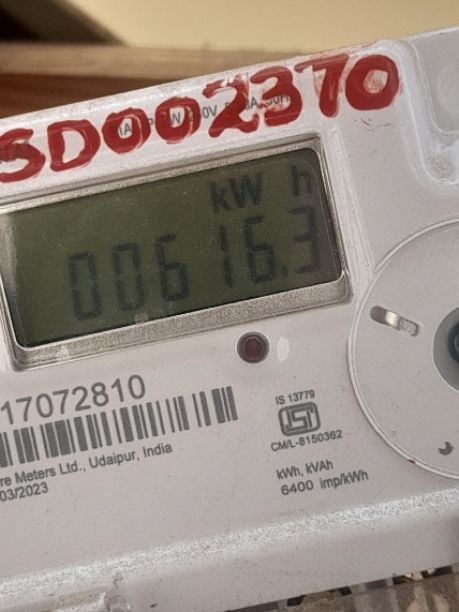 SD002370
kW h
00616.3
17072810
re Meters Ltd., Udaipur, India
03/2023
IS 13779
ISI
CM/L-8150362
kWh, kVAh
6400 imp/kWh